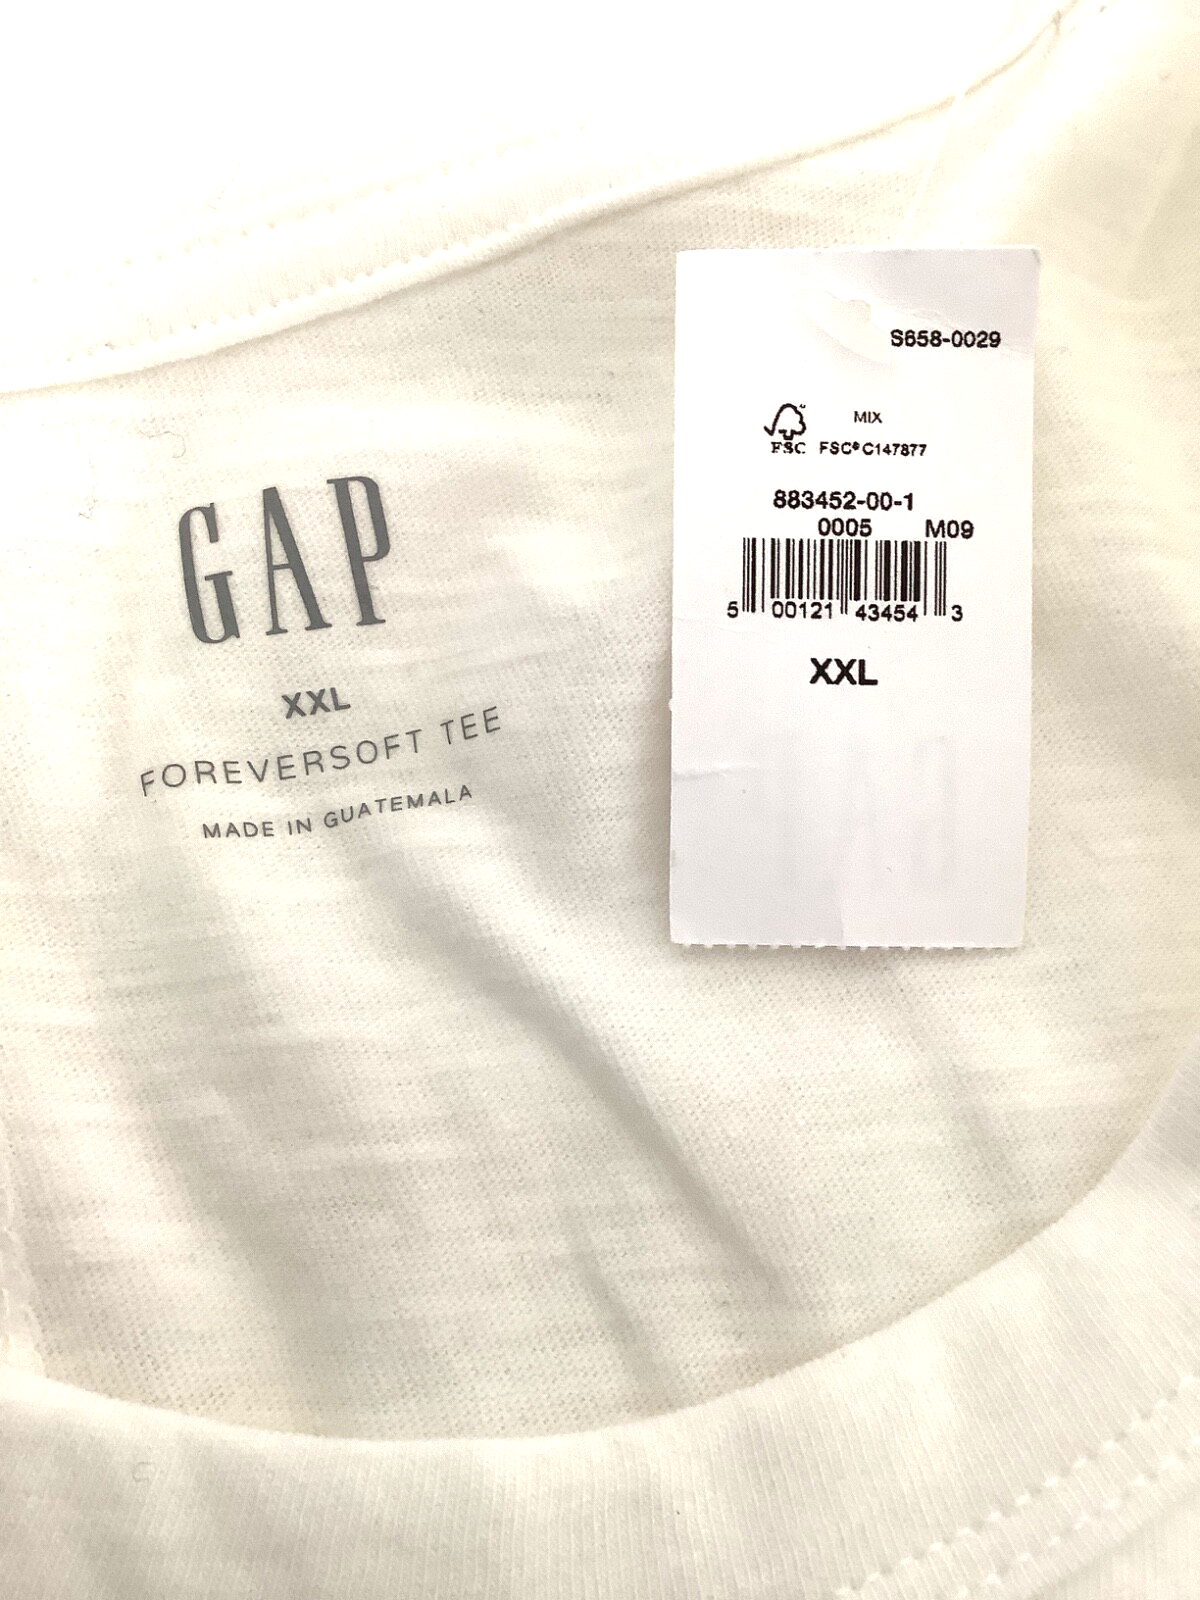 GAP
XXL
FOREVERSOFT TEE
MADE IN GUATEMALA
S658-0029
MIX
FSC FSC® C147877
883452-00-1
0005 M09
5 00121 43454 3
XXL